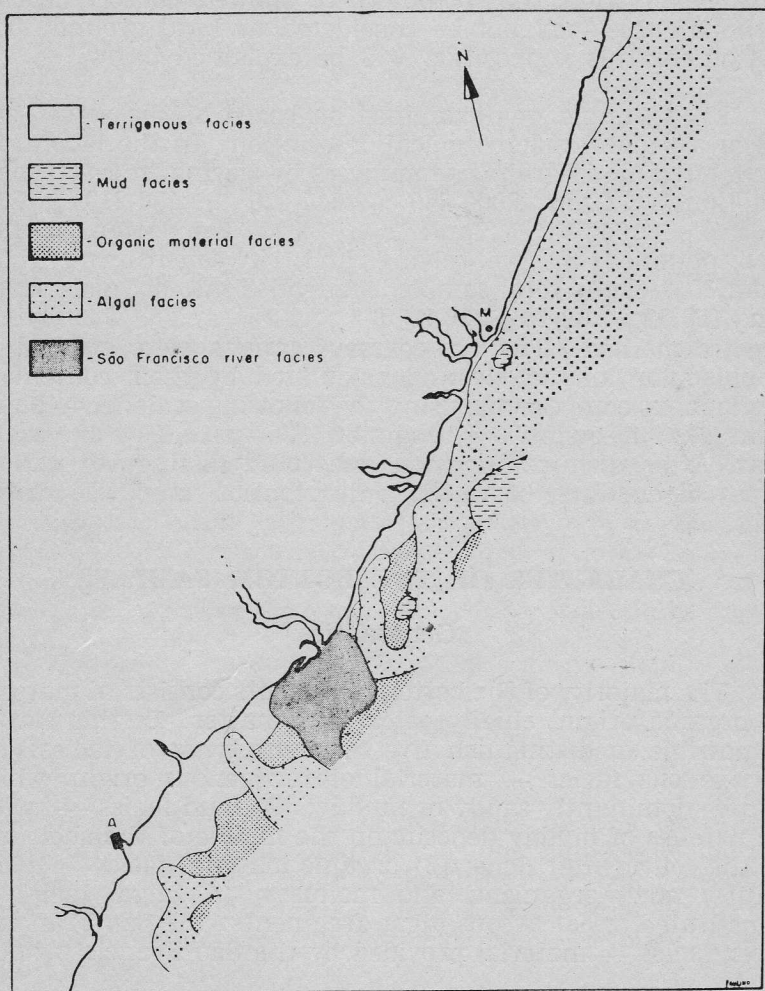 N
- Terrigenous facies
- Mud facies
- Organic material facies
- Algal facies
- São Francisco river facies
M
A